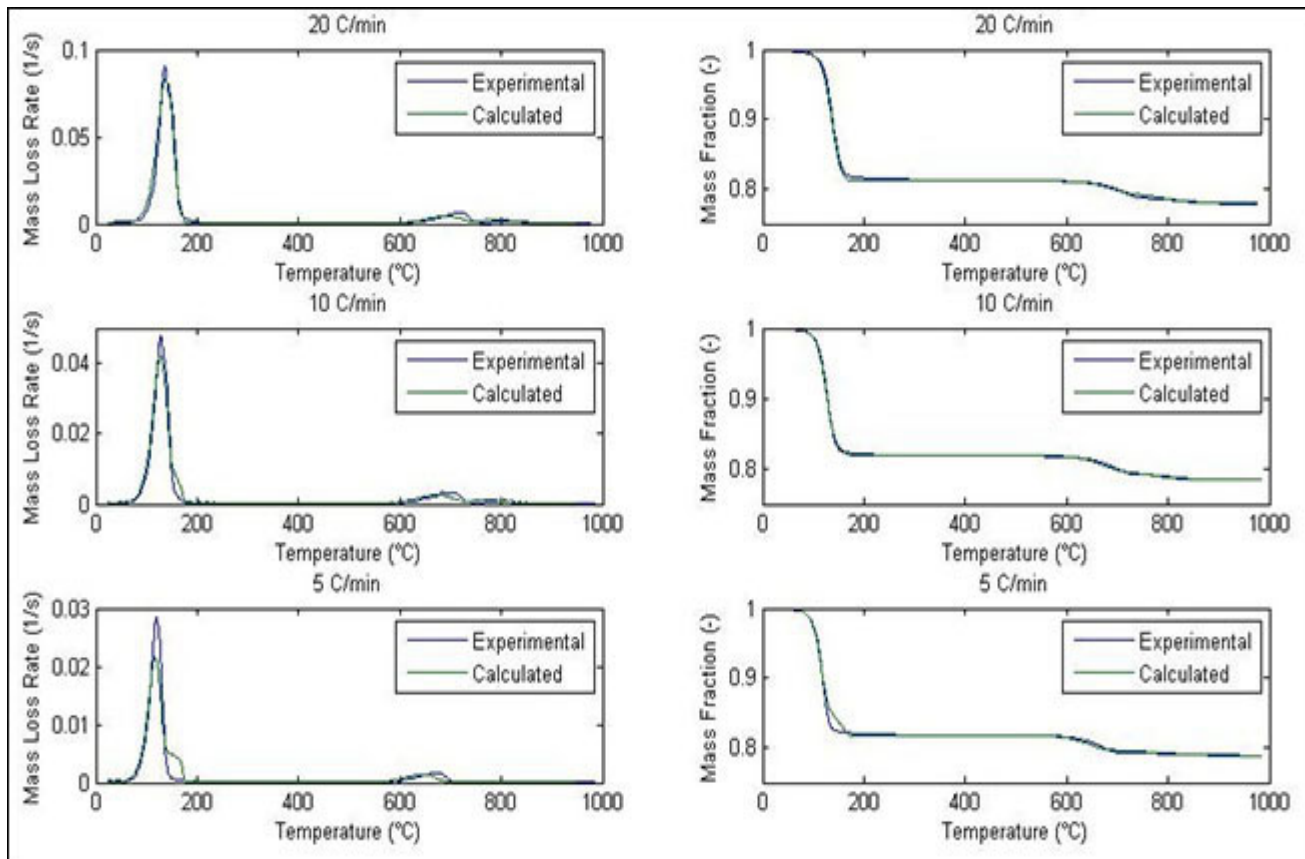 20 C/min
Mass Loss Rate (1/s)
0.1
0.05
0
Experimental
Calculated
0 200 400 600 800 1000
Temperature (°C)
20 C/min
Mass Fraction (-)
1
0.9
0.8
Experimental
Calculated
0 200 400 600 800 1000
Temperature (°C)
10 C/min
Mass Loss Rate (1/s)
0.04
0.02
0
Experimental
Calculated
0 200 400 600 800 1000
Temperature (°C)
10 C/min
Mass Fraction (-)
1
0.9
0.8
Experimental
Calculated
0 200 400 600 800 1000
Temperature (°C)
5 C/min
Mass Loss Rate (1/s)
0.03
0.02
0.01
0
Experimental
Calculated
0 200 400 600 800 1000
Temperature (°C)
5 C/min
Mass Fraction (-)
1
0.9
0.8
Experimental
Calculated
0 200 400 600 800 1000
Temperature (°C)